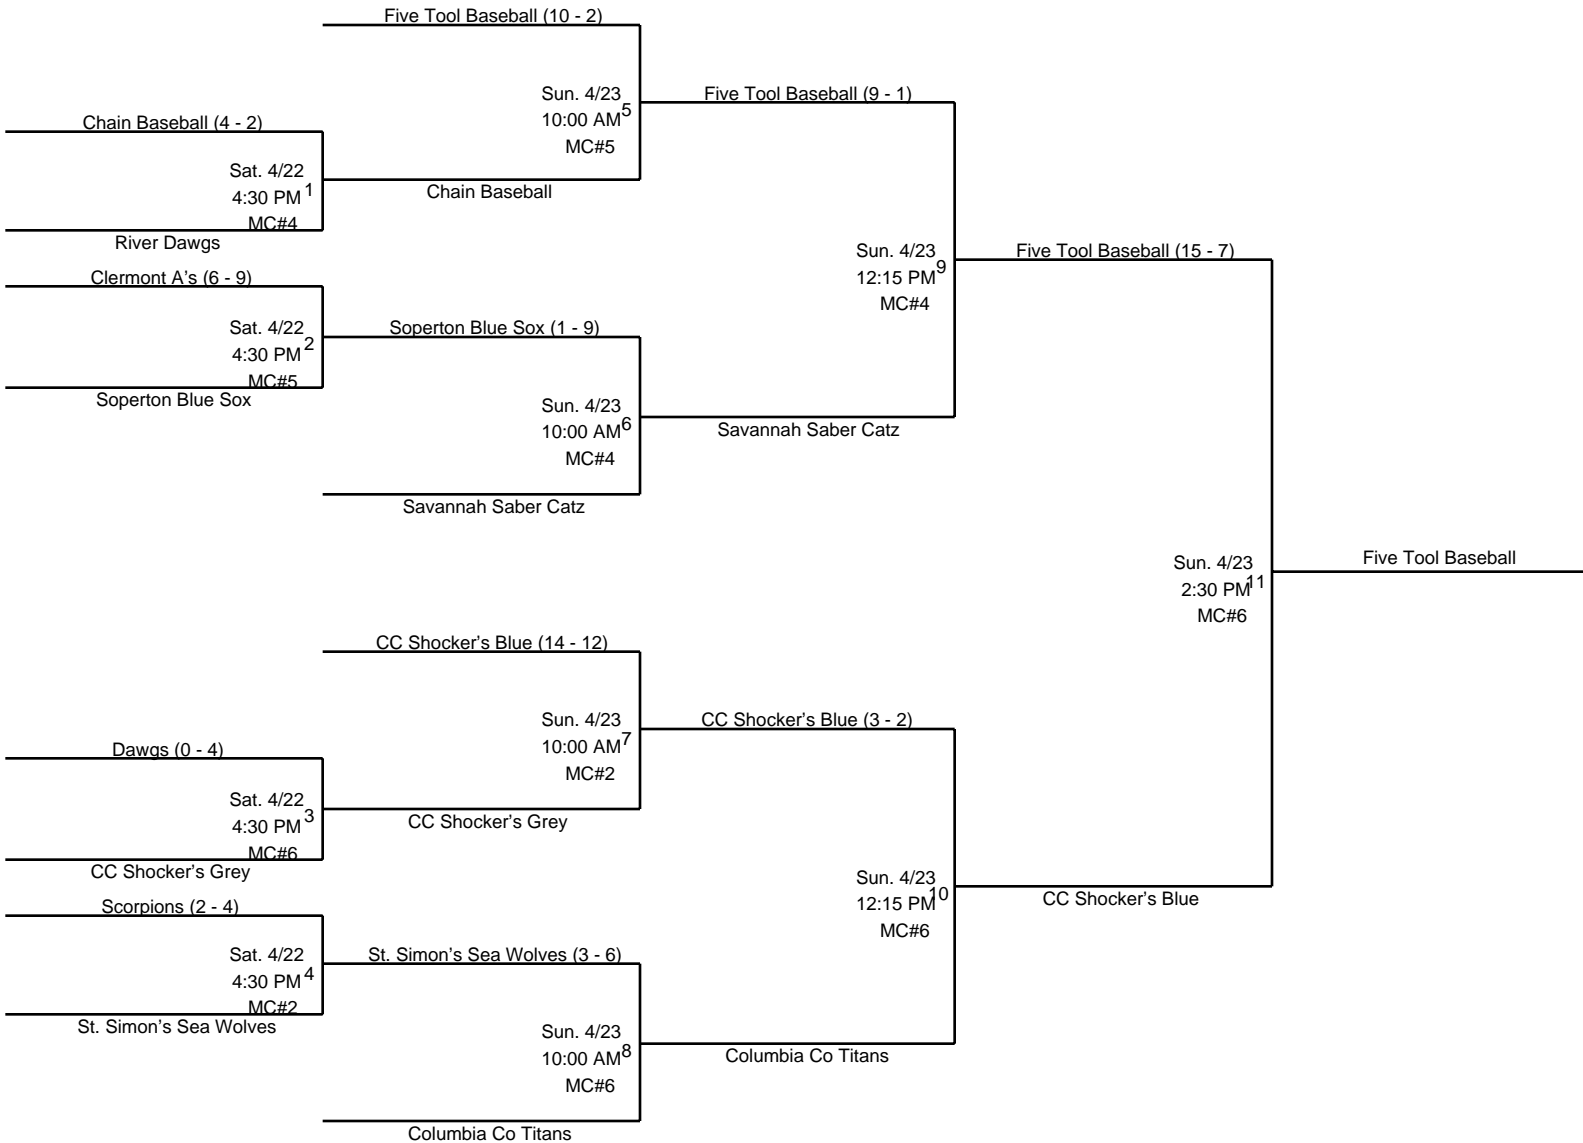 Five Tool Baseball (10 - 2)
Sun. 4/23
10:00 AM
5
MC#5
Five Tool Baseball (9 - 1)
Chain Baseball (4 - 2)
Sat. 4/22
4:30 PM
1
MC#4
Chain Baseball
River Dawgs
Clermont A's (6 - 9)
Sat. 4/22
4:30 PM
2
MC#5
Soperton Blue Sox (1 - 9)
Soperton Blue Sox
Sun. 4/23
12:15 PM
9
MC#4
Five Tool Baseball (15 - 7)
Sun. 4/23
10:00 AM
6
MC#4
Savannah Saber Catz
Savannah Saber Catz
Sun. 4/23
2:30 PM
11
MC#6
Five Tool Baseball
CC Shocker's Blue (14 - 12)
Sun. 4/23
10:00 AM
7
MC#2
CC Shocker's Blue (3 - 2)
Dawgs (0 - 4)
Sat. 4/22
4:30 PM
3
MC#6
CC Shocker's Grey
CC Shocker's Grey
Scorpions (2 - 4)
Sat. 4/22
4:30 PM
4
MC#2
St. Simon's Sea Wolves (3 - 6)
St. Simon's Sea Wolves
Sun. 4/23
12:15 PM
10
MC#6
CC Shocker's Blue
Sun. 4/23
10:00 AM
8
MC#6
Columbia Co Titans
Columbia Co Titans